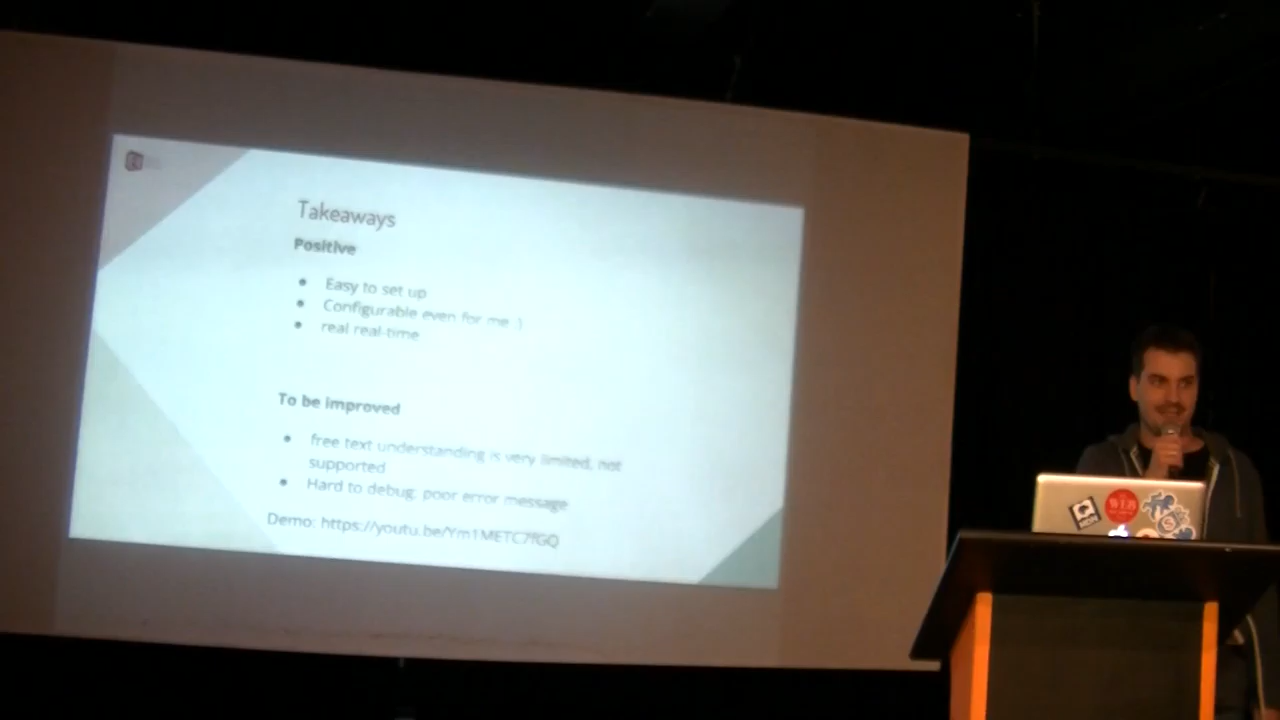 Takeaways
Positive
● Easy to set up
● Configurable even for me :)
● real real-time
To be improved
● free text understanding is very limited, not
supported
● Hard to debug, poor error message
Demo: https://youtu.be/Ym1METC7fGQ